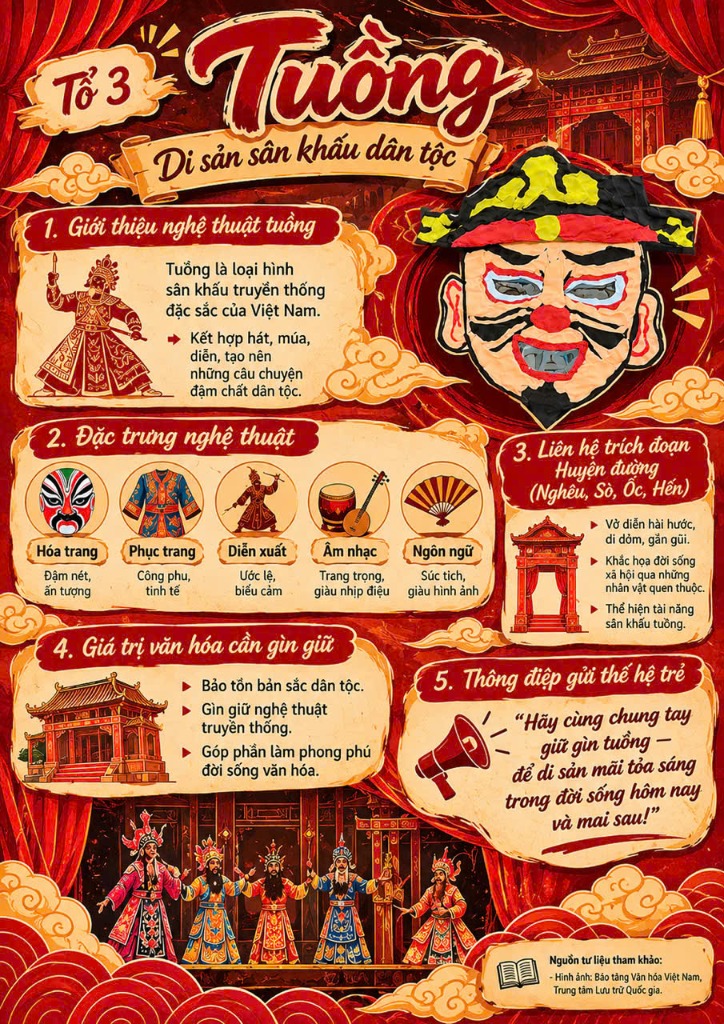 Tổ 3
Tuồng
Di sản sân khấu dân tộc
1. Giới thiệu nghệ thuật tuồng
Tuồng là loại hình
sân khấu truyền thống
đặc sắc của Việt Nam.
Kết hợp hát, múa,
diễn, tạo nên
những câu chuyện
đậm chất dân tộc.
2. Đặc trưng nghệ thuật
Hóa trang
Đậm nét,
ấn tượng
Phục trang
Công phu,
tinh tế
Diễn xuất
Ước lệ,
biểu cảm
Âm nhạc
Trang trọng,
giàu nhịp điệu
Ngôn ngữ
Súc tích,
giàu hình ảnh
3. Liên hệ trích đoạn
Huyện đường
(Nghêu, Sò, Ốc, Hến)
Vở diễn hài hước,
dí dỏm, gần gũi.
Khắc họa đời sống
xã hội qua những
nhân vật quen thuộc.
Thể hiện tài năng
sân khấu tuồng.
4. Giá trị văn hóa cần gìn giữ
Bảo tồn bản sắc dân tộc.
Gìn giữ nghệ thuật
truyền thống.
Góp phần làm phong phú
đời sống văn hóa.
5. Thông điệp gửi thế hệ trẻ
“Hãy cùng chung tay
giữ gìn tuồng —
để di sản mãi tỏa sáng
trong đời sống hôm nay
và mai sau!”
Nguồn tư liệu tham khảo:
- Hình ảnh: Bảo tàng Văn hóa Việt Nam,
Trung tâm Lưu trữ Quốc gia.